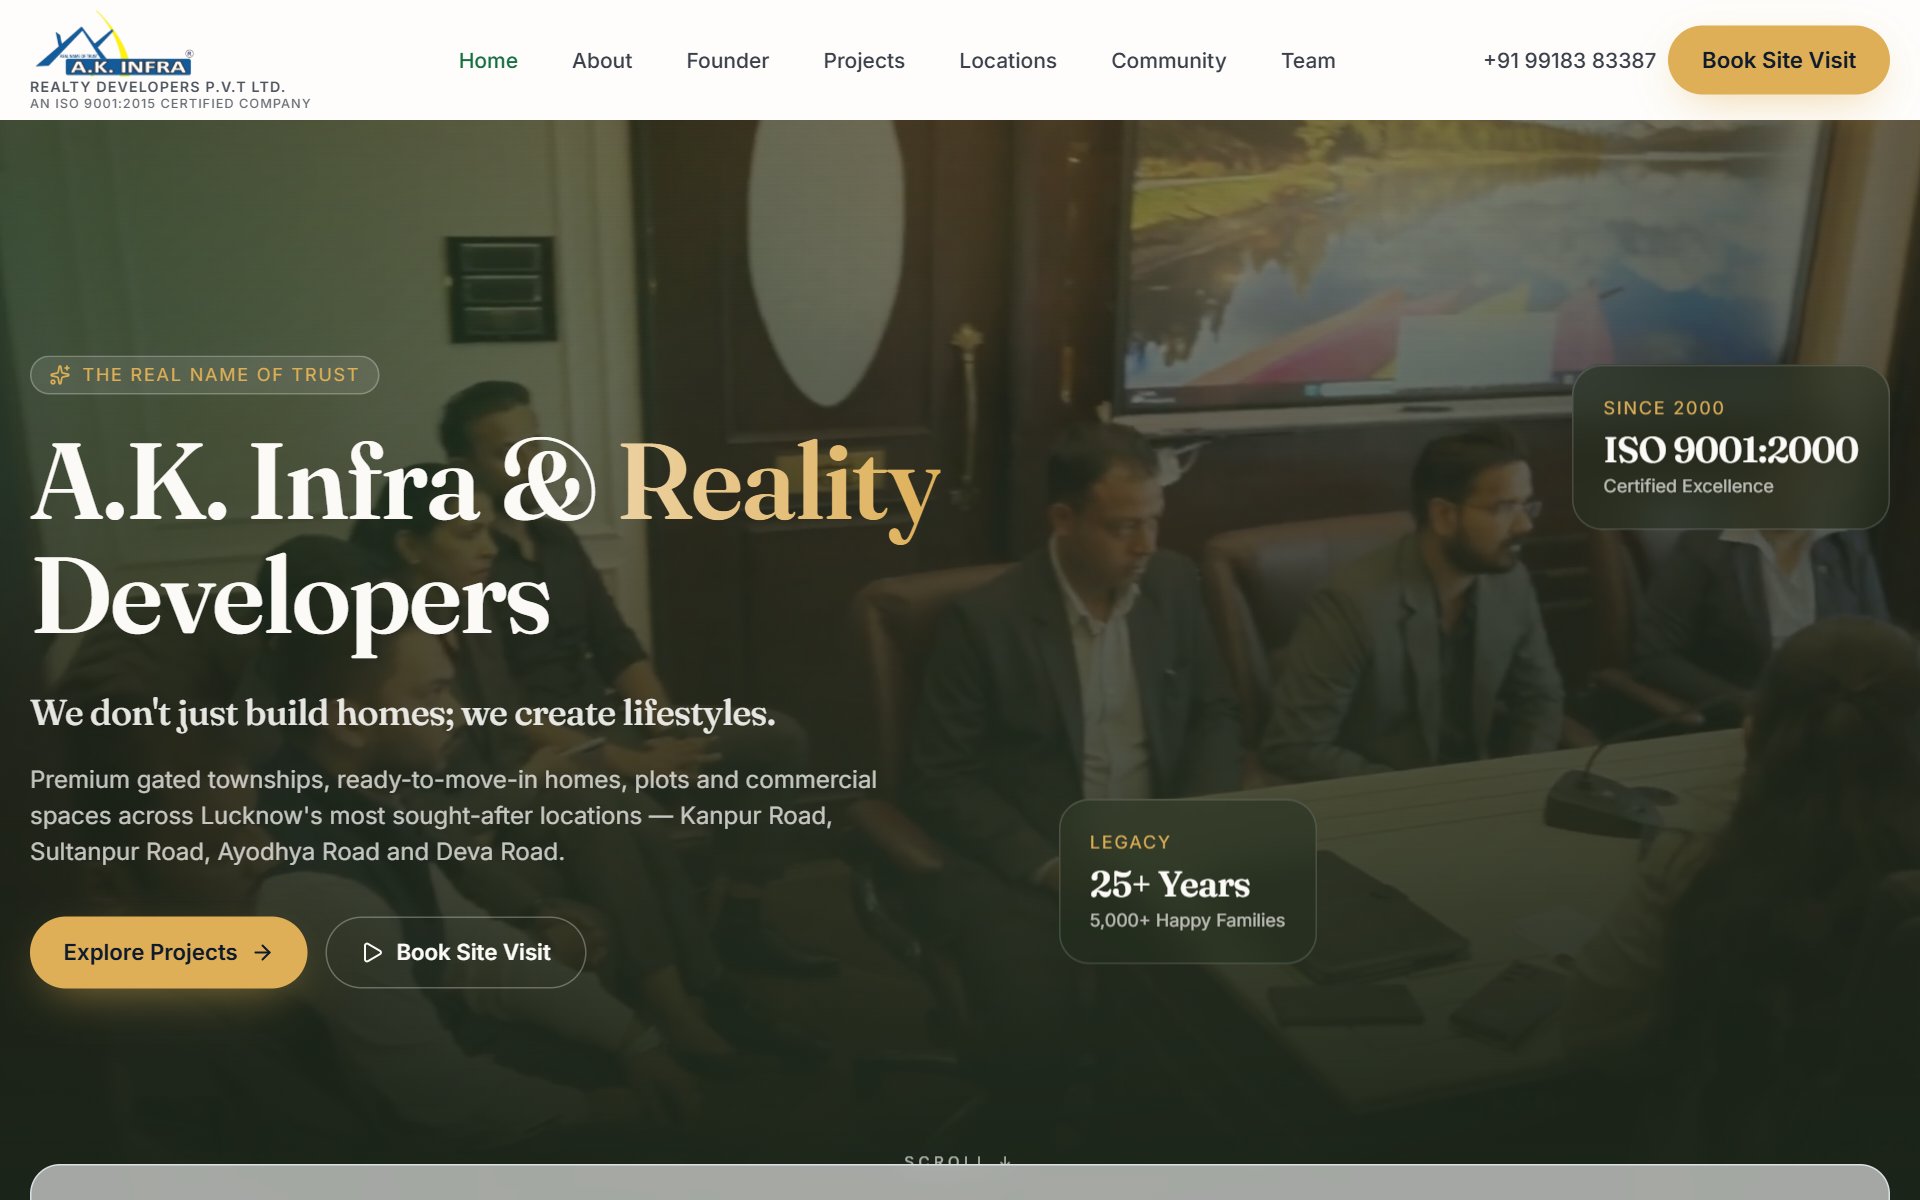 A.K. INFRA
REALTY DEVELOPERS P.V.T LTD.
AN ISO 9001:2015 CERTIFIED COMPANY
Home About Founder Projects Locations Community Team
+91 99183 83387
Book Site Visit
THE REAL NAME OF TRUST
A.K. Infra & Reality
Developers
We don't just build homes; we create lifestyles.
Premium gated townships, ready-to-move-in homes, plots and commercial
spaces across Lucknow's most sought-after locations — Kanpur Road,
Sultanpur Road, Ayodhya Road and Deva Road.
Explore Projects →
Book Site Visit
SINCE 2000
ISO 9001:2000
Certified Excellence
LEGACY
25+ Years
5,000+ Happy Families
SCROLL ↓